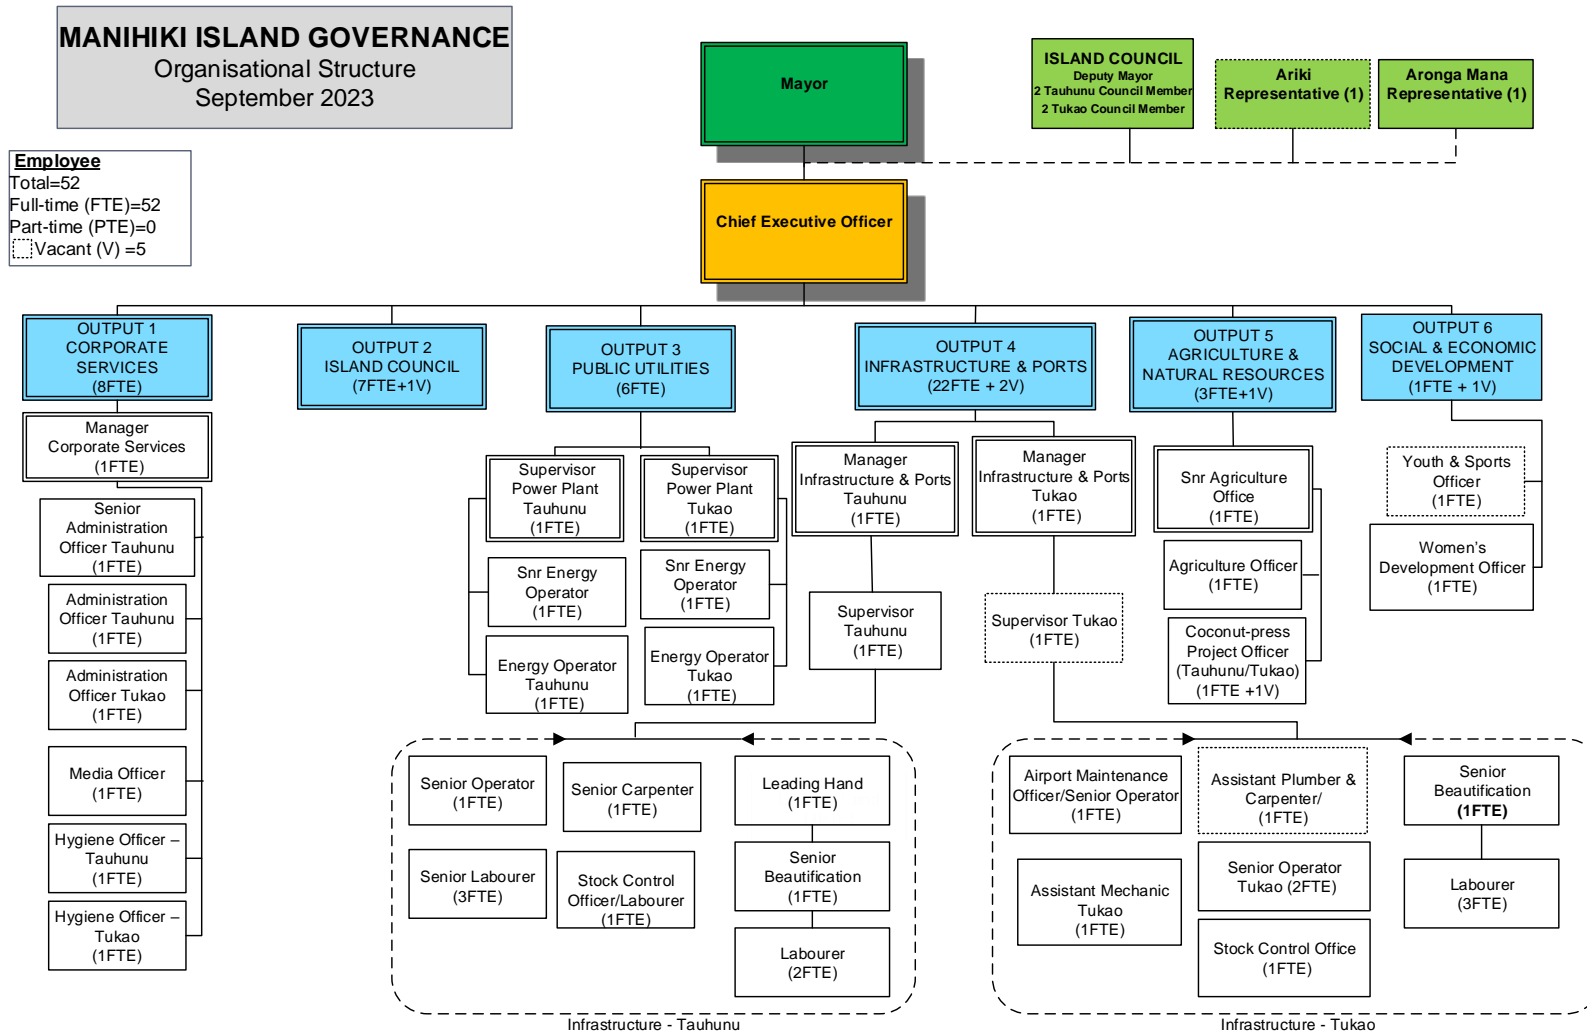 MANIHIKI ISLAND GOVERNANCE
Organisational Structure
September 2023
Employee
Total=52
Full-time (FTE)=52
Part-time (PTE)=0
Vacant (V) =5
Mayor
ISLAND COUNCIL
Deputy Mayor
2 Tauhunu Council Member
2 Tukao Council Member
Ariki
Representative (1)
Aronga Mana
Representative (1)
Chief Executive Officer
OUTPUT 1
CORPORATE
SERVICES
(8FTE)
OUTPUT 2
ISLAND COUNCIL
(7FTE+1V)
OUTPUT 3
PUBLIC UTILITIES
(6FTE)
OUTPUT 4
INFRASTRUCTURE & PORTS
(22FTE + 2V)
OUTPUT 5
AGRICULTURE &
NATURAL RESOURCES
(3FTE+1V)
OUTPUT 6
SOCIAL & ECONOMIC
DEVELOPMENT
(1FTE + 1V)
Manager
Corporate Services
(1FTE)
Senior
Administration
Officer Tauhunu
(1FTE)
Administration
Officer Tauhunu
(1FTE)
Administration
Officer Tukao
(1FTE)
Media Officer
(1FTE)
Hygiene Officer –
Tauhunu
(1FTE)
Hygiene Officer –
Tukao
(1FTE)
Supervisor
Power Plant
Tauhunu
(1FTE)
Snr Energy
Operator
(1FTE)
Energy Operator
Tauhunu
(1FTE)
Supervisor
Power Plant
Tukao
(1FTE)
Snr Energy
Operator
(1FTE)
Energy Operator
Tukao
(1FTE)
Manager
Infrastructure & Ports
Tauhunu
(1FTE)
Supervisor
Tauhunu
(1FTE)
Manager
Infrastructure & Ports
Tukao
(1FTE)
Supervisor Tukao
(1FTE)
Snr Agriculture
Office
(1FTE)
Agriculture Officer
(1FTE)
Coconut-press
Project Officer
(Tauhunu/Tukao)
(1FTE +1V)
Youth & Sports
Officer
(1FTE)
Women's
Development Officer
(1FTE)
Senior Operator
(1FTE)
Senior Carpenter
(1FTE)
Leading Hand
(1FTE)
Senior Labourer
(3FTE)
Stock Control
Officer/Labourer
(1FTE)
Senior
Beautification
(1FTE)
Labourer
(2FTE)
Infrastructure - Tauhunu
Airport Maintenance
Officer/Senior Operator
(1FTE)
Assistant Plumber &
Carpenter/
(1FTE)
Senior
Beautification
(1FTE)
Assistant Mechanic
Tukao
(1FTE)
Senior Operator
Tukao (2FTE)
Labourer
(3FTE)
Stock Control Office
(1FTE)
Infrastructure - Tukao